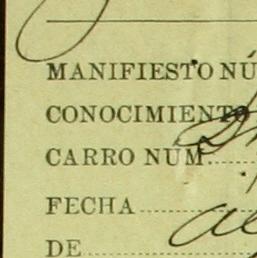 MANIFIESTO NÚ
CONOCIMIENTO
CARRO NÚM.
FECHA
DE